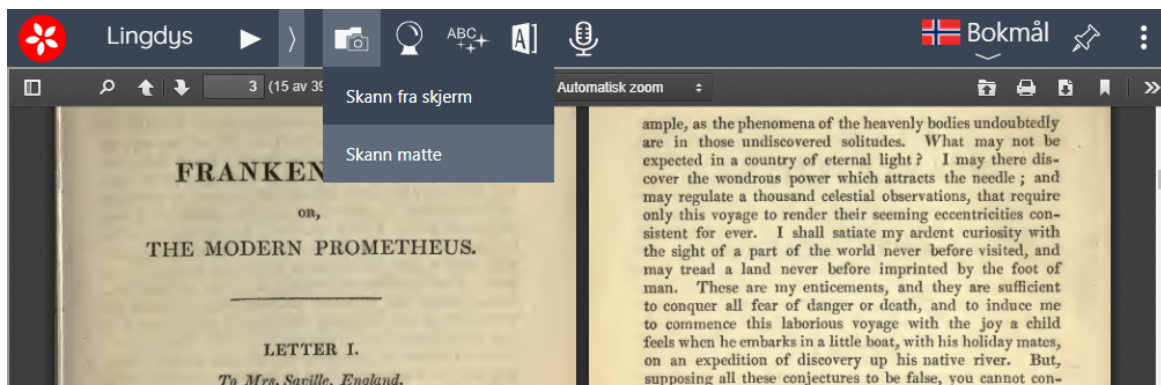 Lingdys
ABC
A
Bokmål
Skann fra skjerm
Skann matte
3 (15 av 39
Automatisk zoom
FRANKEN
OR,
THE MODERN PROMETHEUS.
LETTER I.
To Mrs. Saville, England.
ample, as the phenomena of the heavenly bodies undoubtedly
are in those undiscovered solitudes. What may not be
expected in a country of eternal light ? I may there dis-
cover the wondrous power which attracts the needle ; and
may regulate a thousand celestial observations, that require
only this voyage to render their seeming eccentricities con-
sistent for ever. I shall satiate my ardent curiosity with
the sight of a part of the world never before visited, and
may tread a land never before imprinted by the foot of
man. These are my enticements, and they are sufficient
to conquer all fear of danger or death, and to induce me
to commence this laborious voyage with the joy a child
feels when he embarks in a little boat, with his holiday mates,
on an expedition of discovery up his native river. But,
supposing all these conjectures to be false, you cannot con-